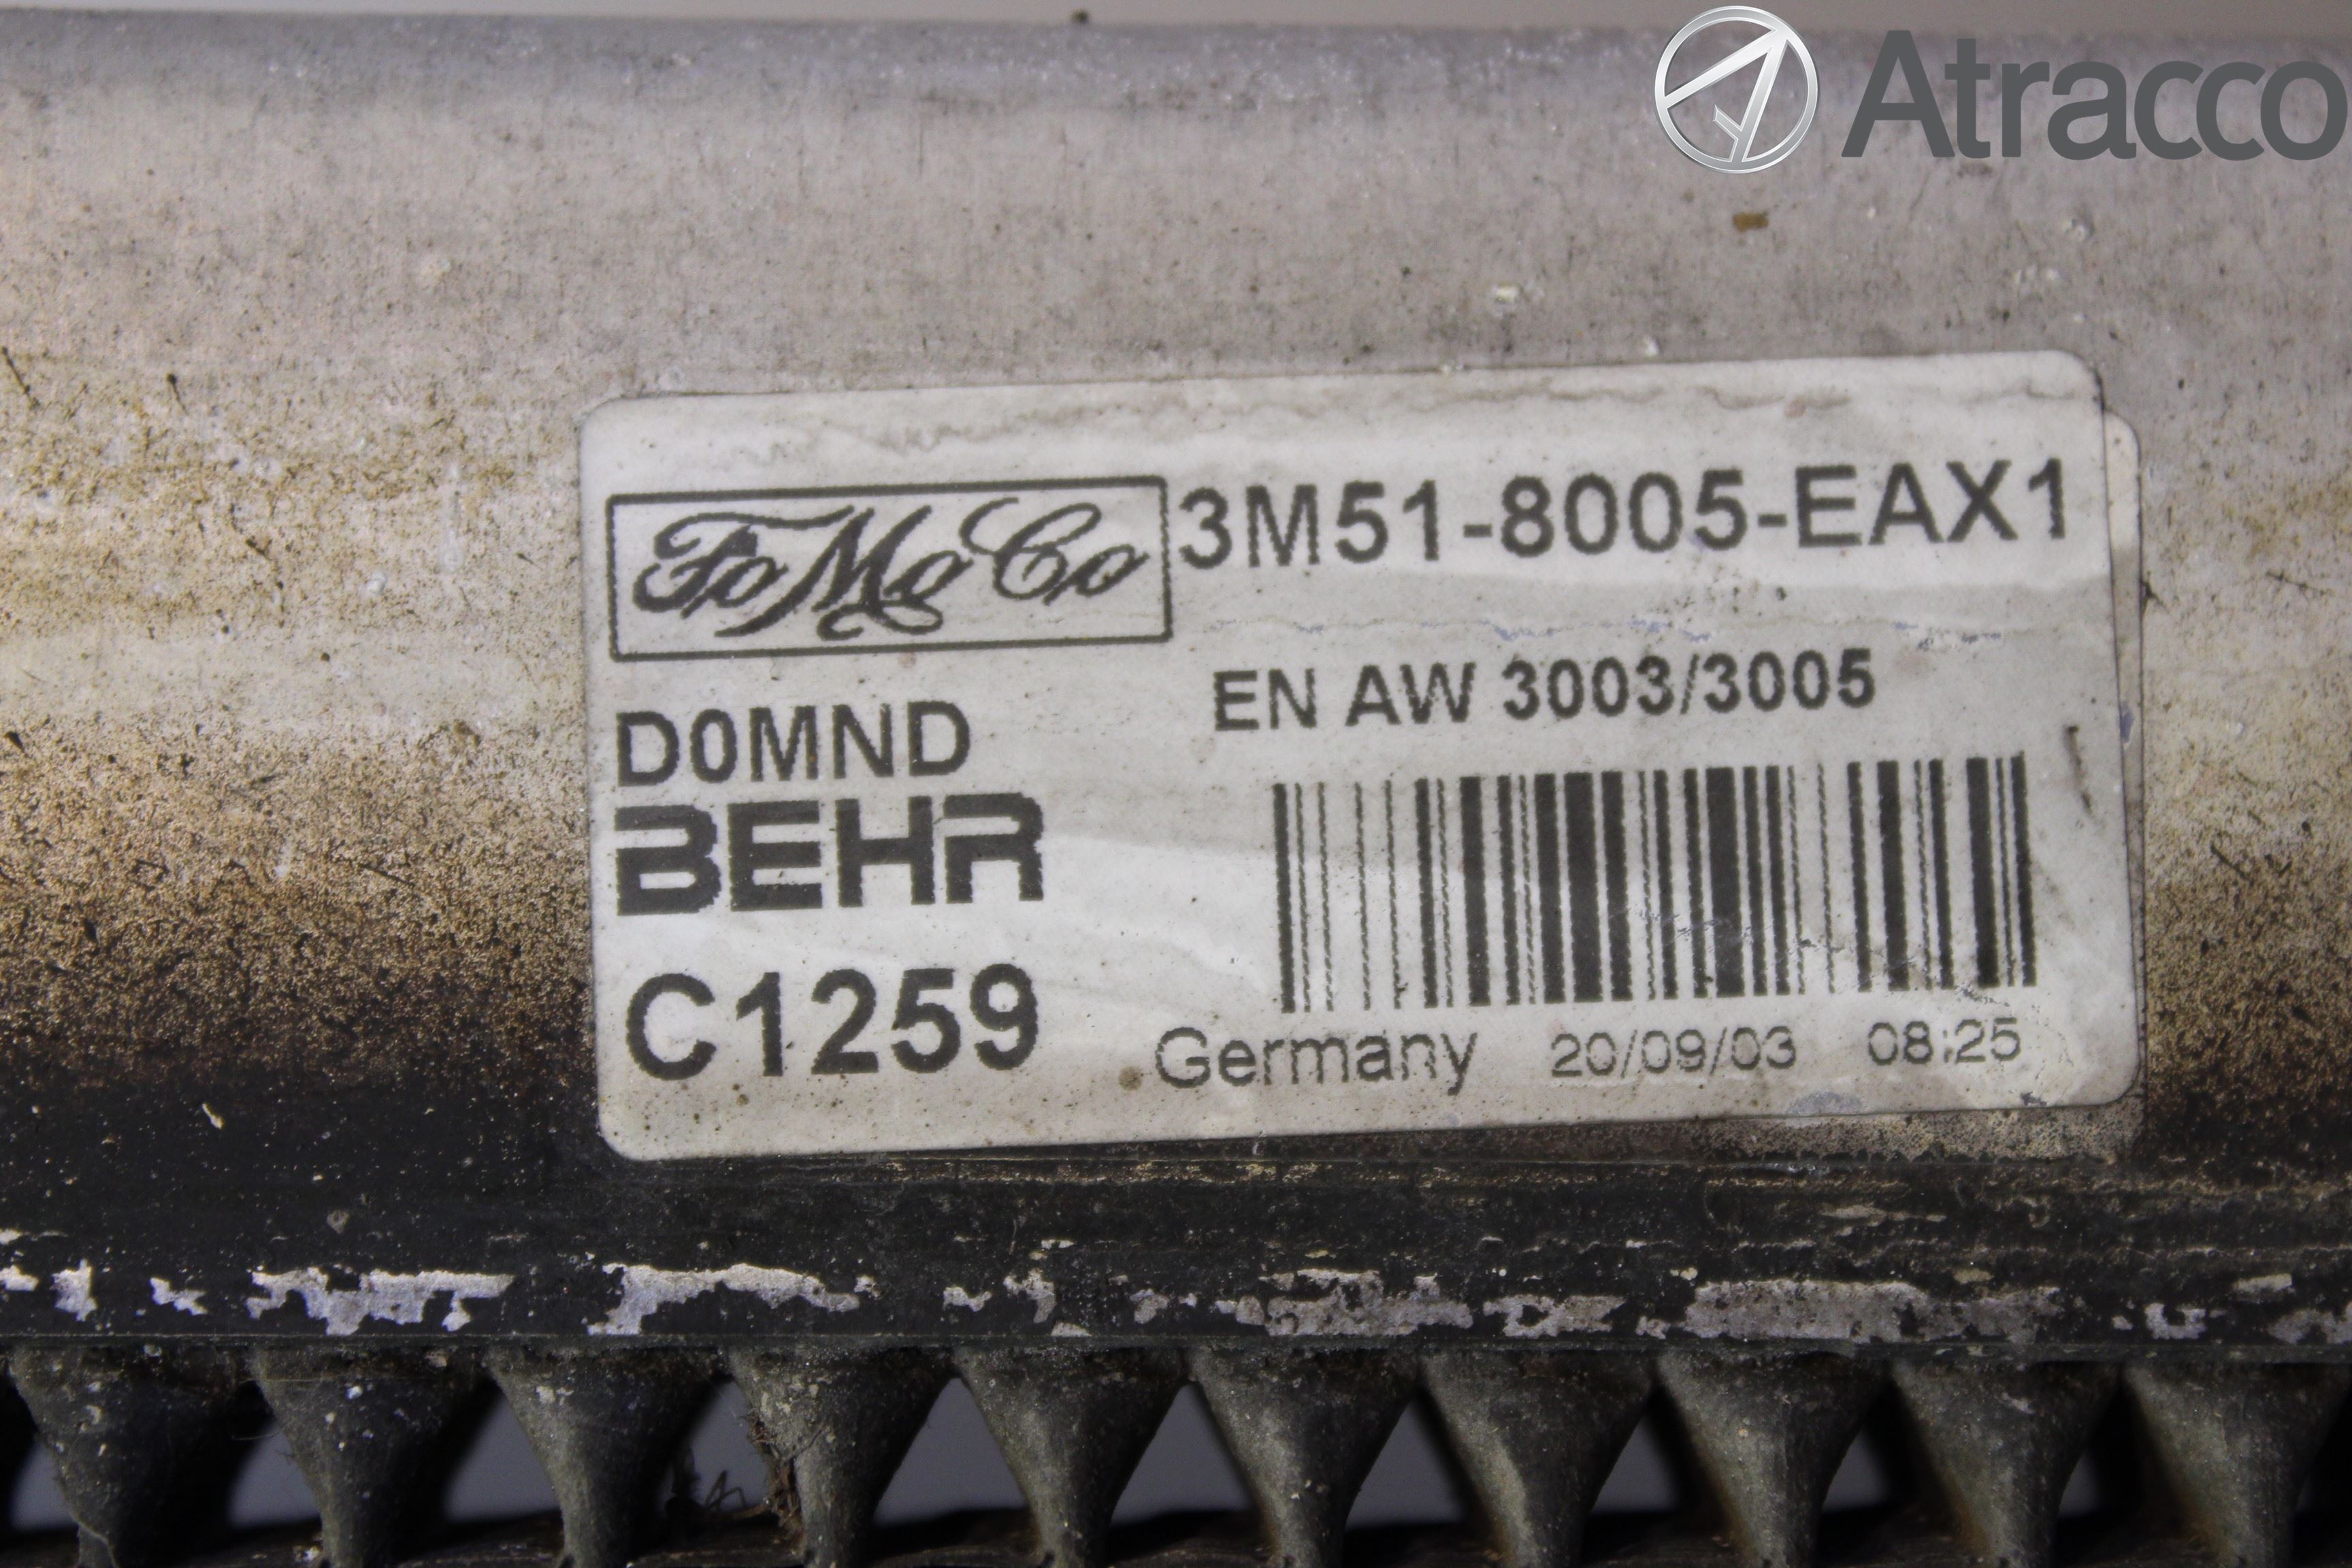 Atracco
FoMoCo 3M51-8005-EAX1
EN AW 3003/3005
D0MND
BEHR
C1259
Germany 20/09/03 08:25